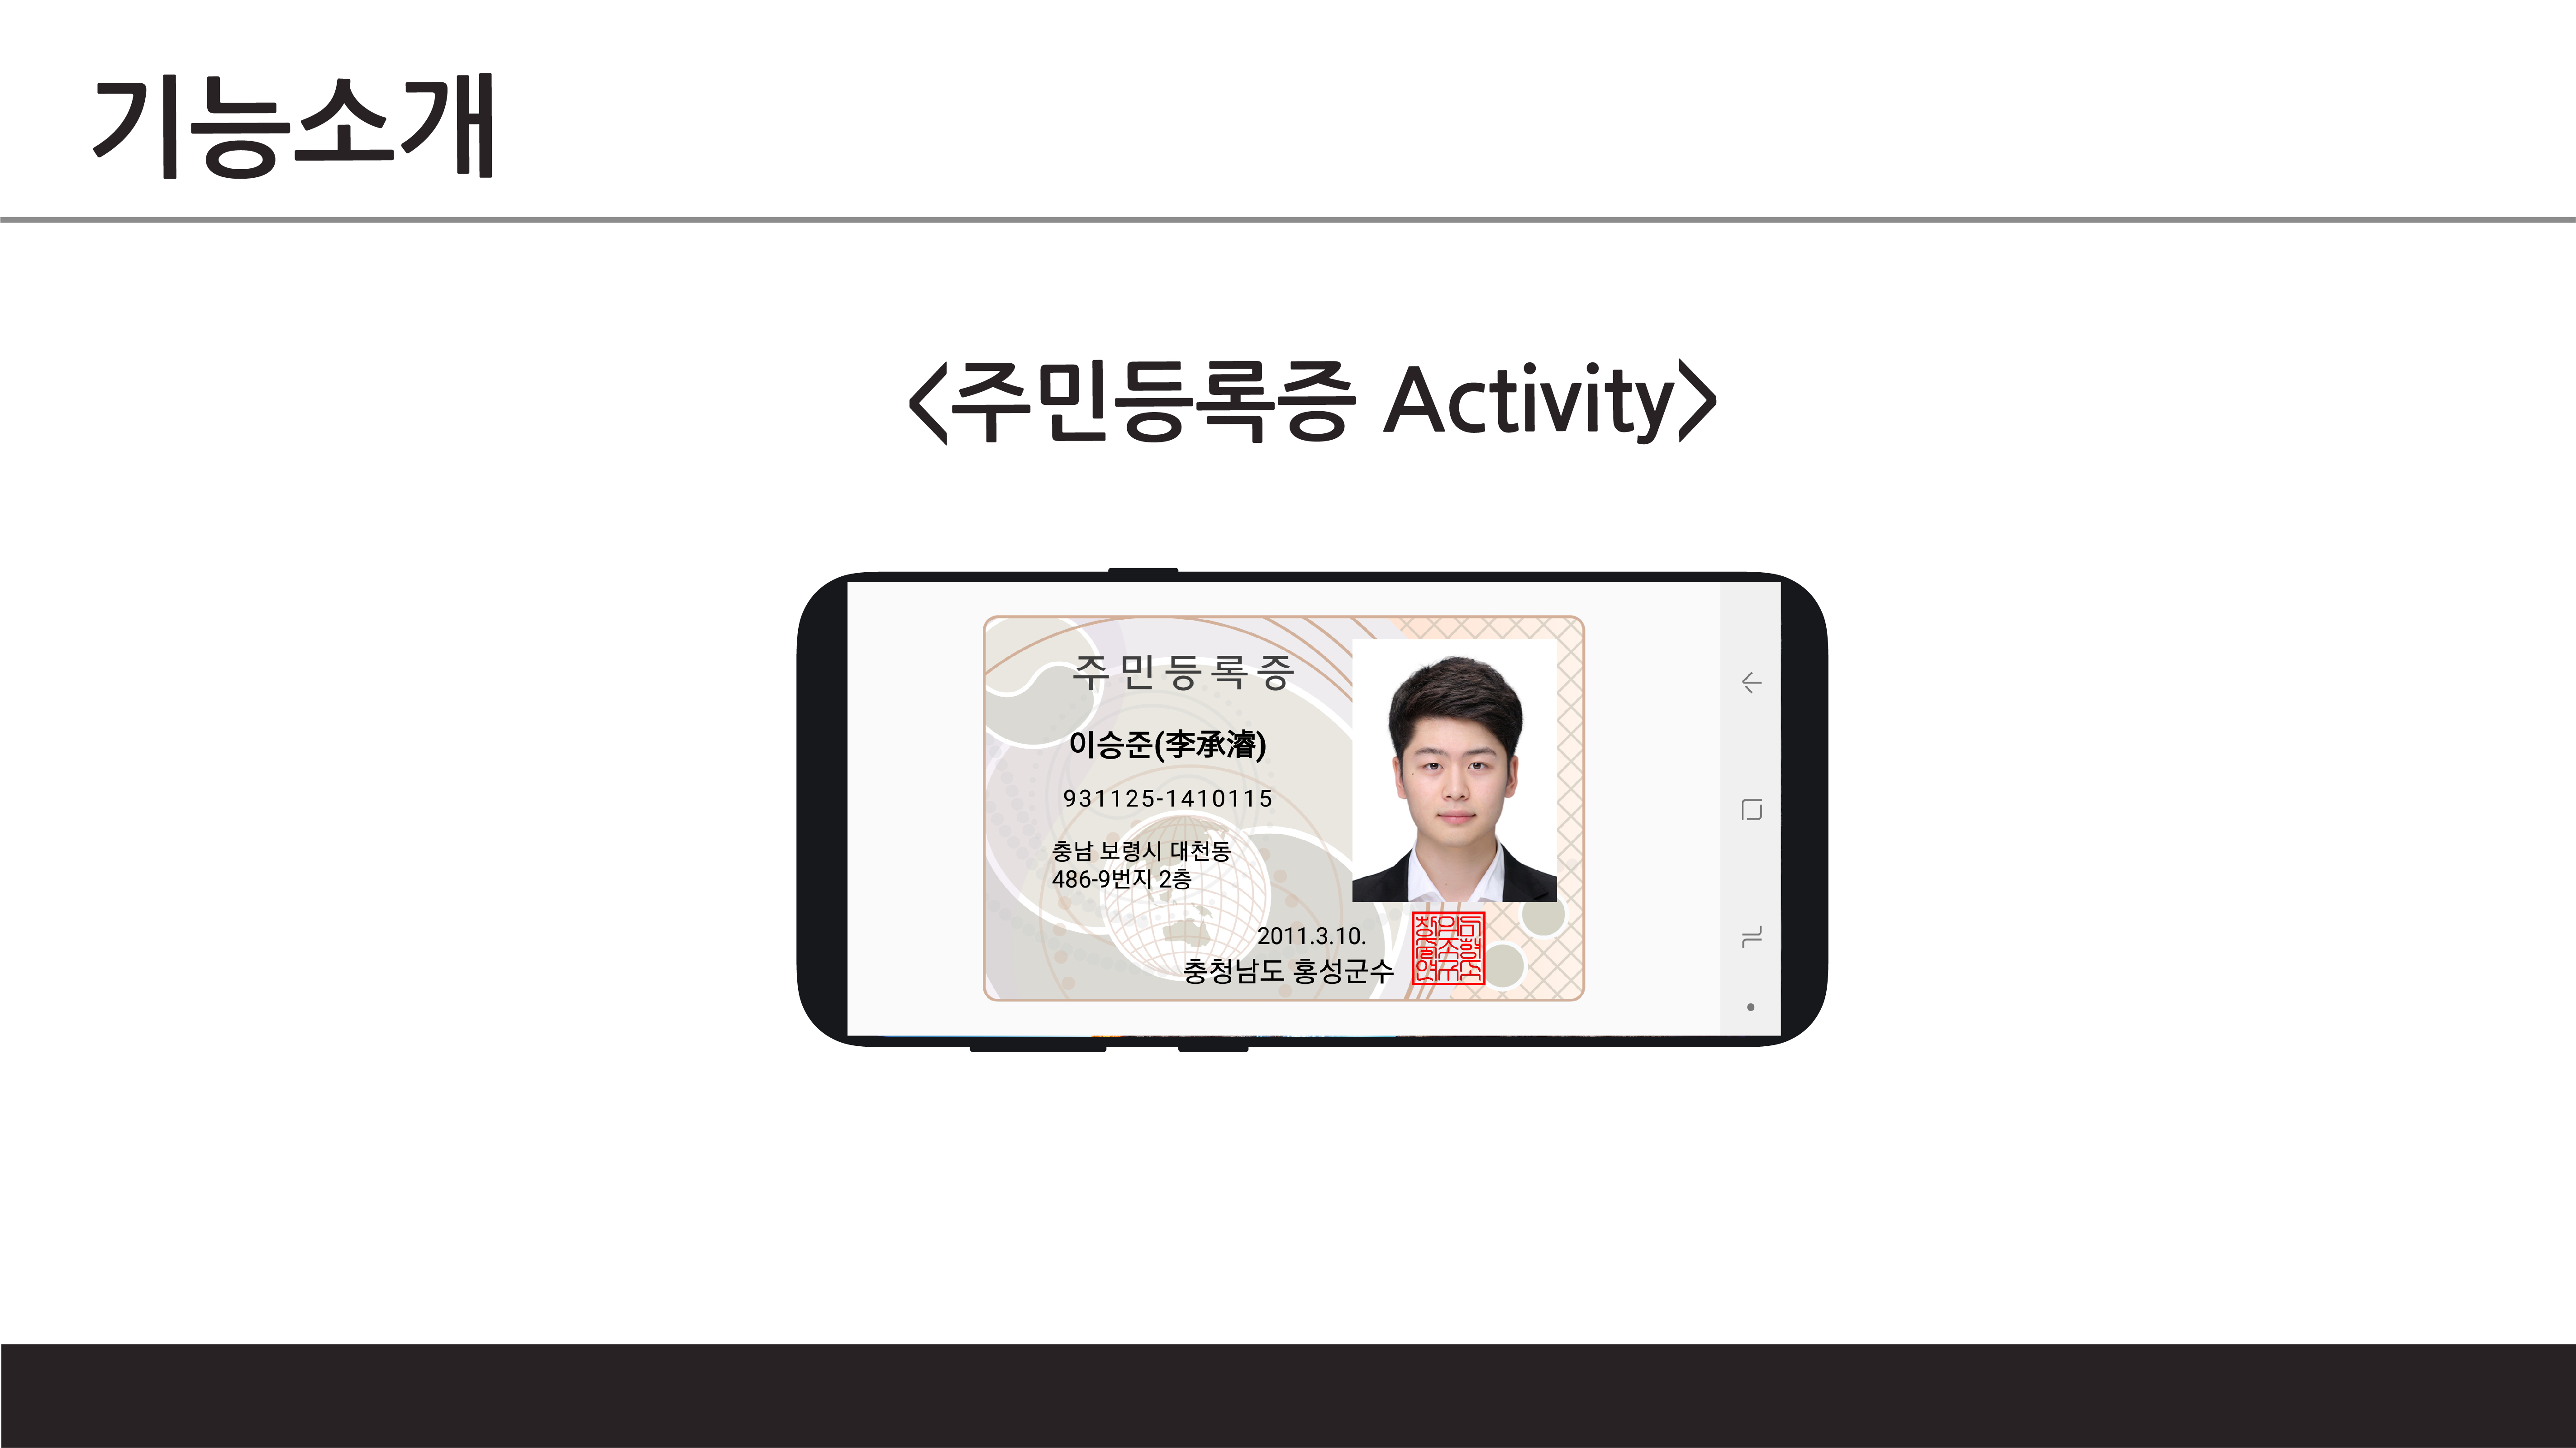 기능소개
<주민등록증 Activity>
주민등록증
이승준(李承濬)
931125-1410115
충남 보령시 대천동
486-9번지 2층
2011.3.10.
충청남도 홍성군수